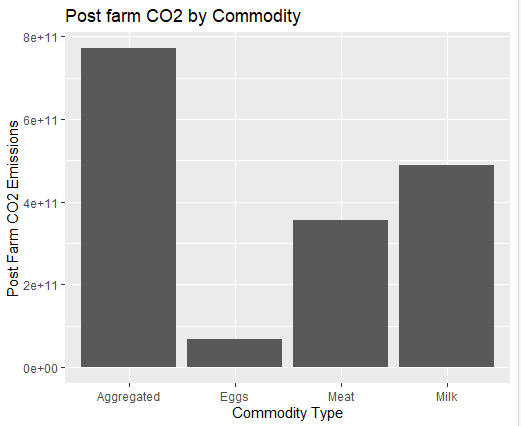 Post farm CO2 by Commodity
Post Farm CO2 Emissions
8e+11
6e+11
4e+11
2e+11
0e+00
Aggregated Eggs Meat Milk
Commodity Type